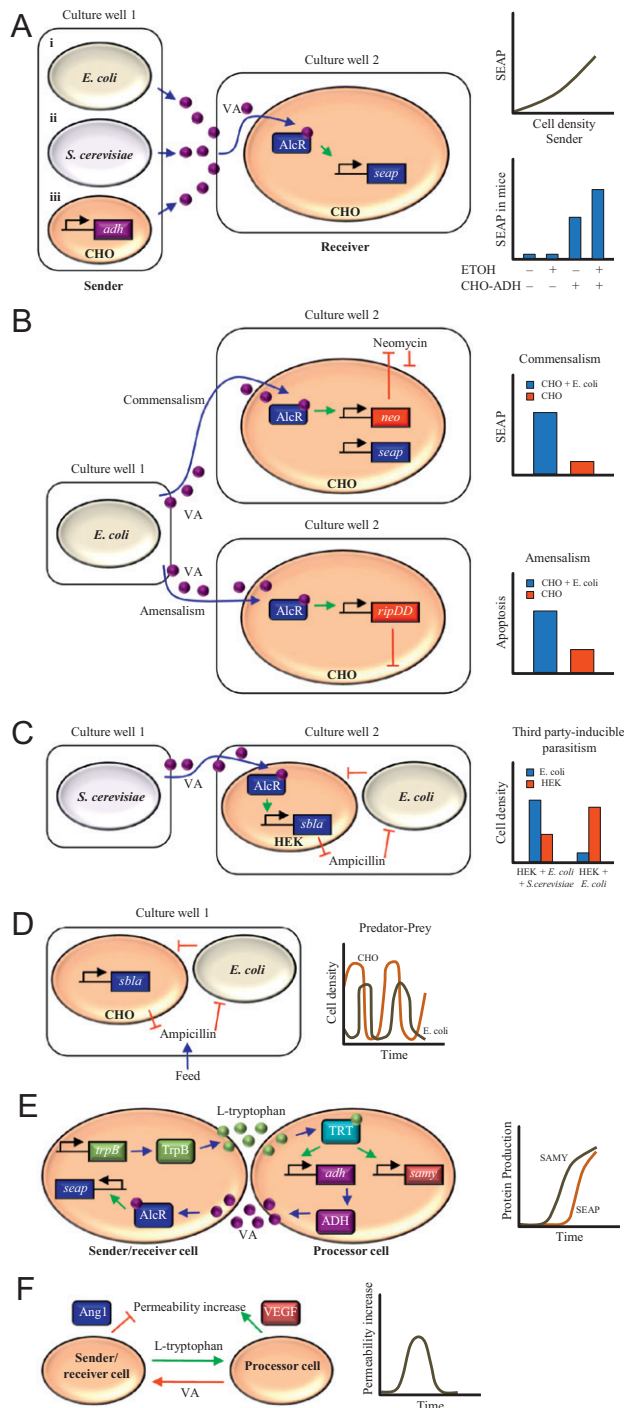 A
Culture well 1
i
E. coli
ii
S. cerevisiae
iii
adh
CHO
Sender
Culture well 2
VA
AlcR
seap
CHO
Receiver
SEAP
Cell density
Sender
SEAP in mice
ETOH – + – +
CHO-ADH – – + +
B
Culture well 2
Neomycin
Commensalism
AlcR
neo
seap
CHO
Culture well 1
E. coli
VA
VA
Amensalism
Culture well 2
AlcR
ripDD
CHO
Commensalism
CHO + E. coli
CHO
SEAP
Amensalism
CHO + E. coli
CHO
Apoptosis
C
Culture well 1
S. cerevisiae
VA
Culture well 2
AlcR
sbla
HEK
E. coli
Ampicillin
Third party-inducible
parasitism
E. coli
HEK
Cell density
HEK + E. coli
+ S.cerevisiae
HEK +
E. coli
D
Culture well 1
sbla
CHO
E. coli
Ampicillin
Feed
Predator-Prey
CHO
Cell density
E. coli
Time
E
L-tryptophan
trpB
TrpB
seap
AlcR
Sender/receiver cell
VA
TRT
adh
samy
ADH
Processor cell
Protein Production
SAMY
SEAP
Time
F
Ang1
Permeability increase
VEGF
Sender/
receiver cell
L-tryptophan
VA
Processor cell
Permeability increase
Time